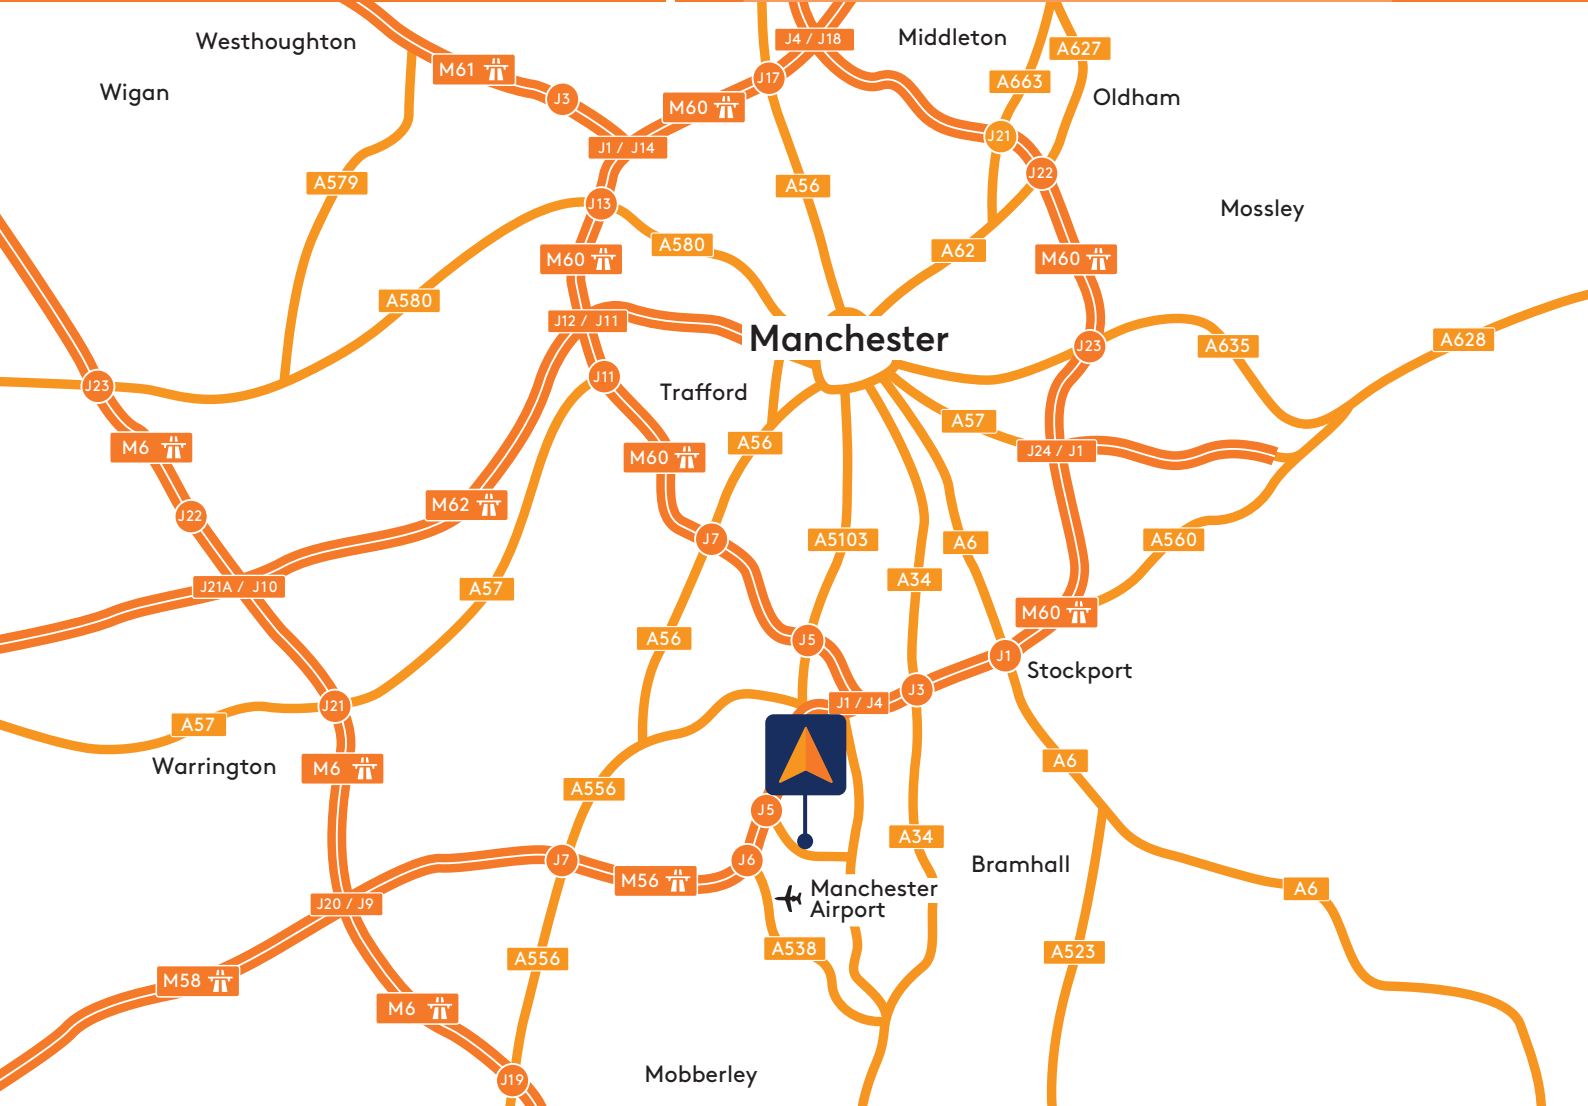 Westhoughton
J4 / J18
Middleton
A627
M61
J17
A663
Wigan
J3
M60
Oldham
J21
J1 / J14
J22
A579
A56
J13
Mossley
A580
A62
M60
M60
A580
J12 / J11
Manchester
J23
A635
A628
J23
J11
Trafford
A57
M6
A56
J24 / J1
M60
M62
J22
J7
A5103
A6
A560
J21A / J10
A57
A34
M60
A56
J5
J1
Stockport
J3
J1 / J4
J21
A57
Warrington
M6
A6
A556
J5
A34
J7
J6
Bramhall
M56
Manchester
Airport
A6
J20 / J9
A538
A523
A556
M58
M6
Mobberley
J19